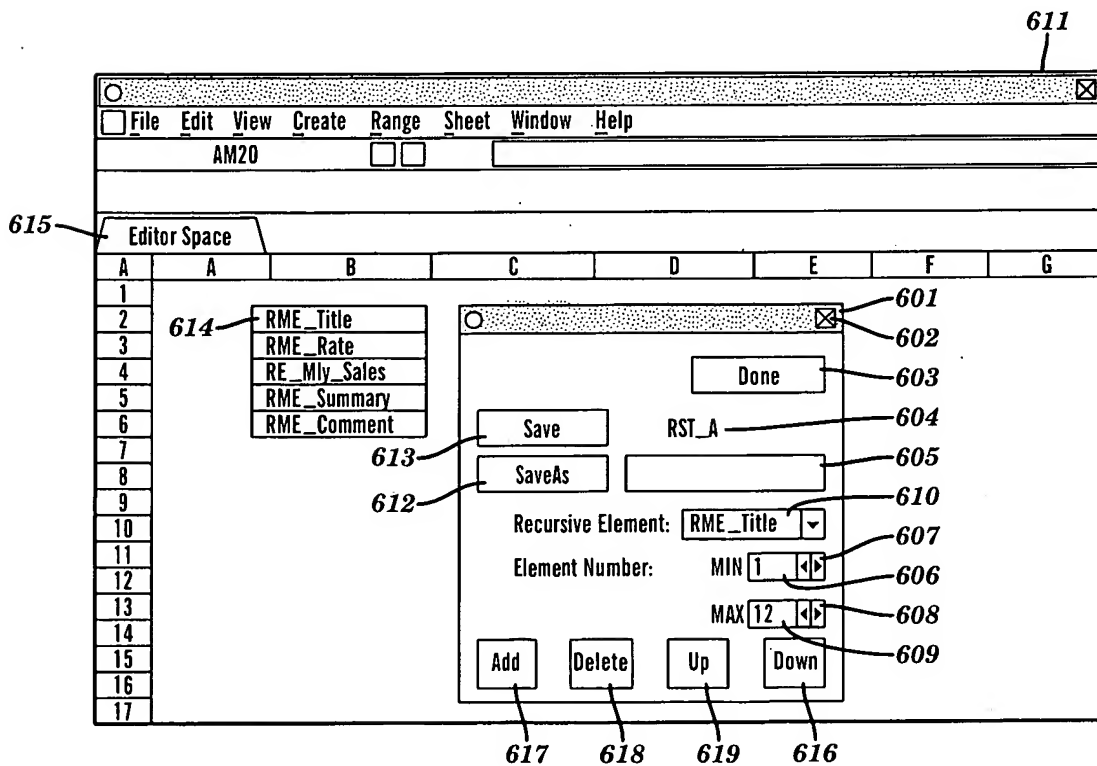 611
File Edit View Create Range Sheet Window Help
AM20
615
Editor Space
A A B C D E F G
1
2 614 RME_Title 601
3 RME_Rate 602
4 RE_Mly_Sales Done 603
5 RME_Summary
6 RME_Comment Save RST_A 604
7 613
8 SaveAs 605
9 612
10 Recursive Element: RME_Title 610
11 Element Number: MIN 1 607
12 606
13 MAX 12 608
14
15 Add Delete Up Down 609
16
17
617 618 619 616